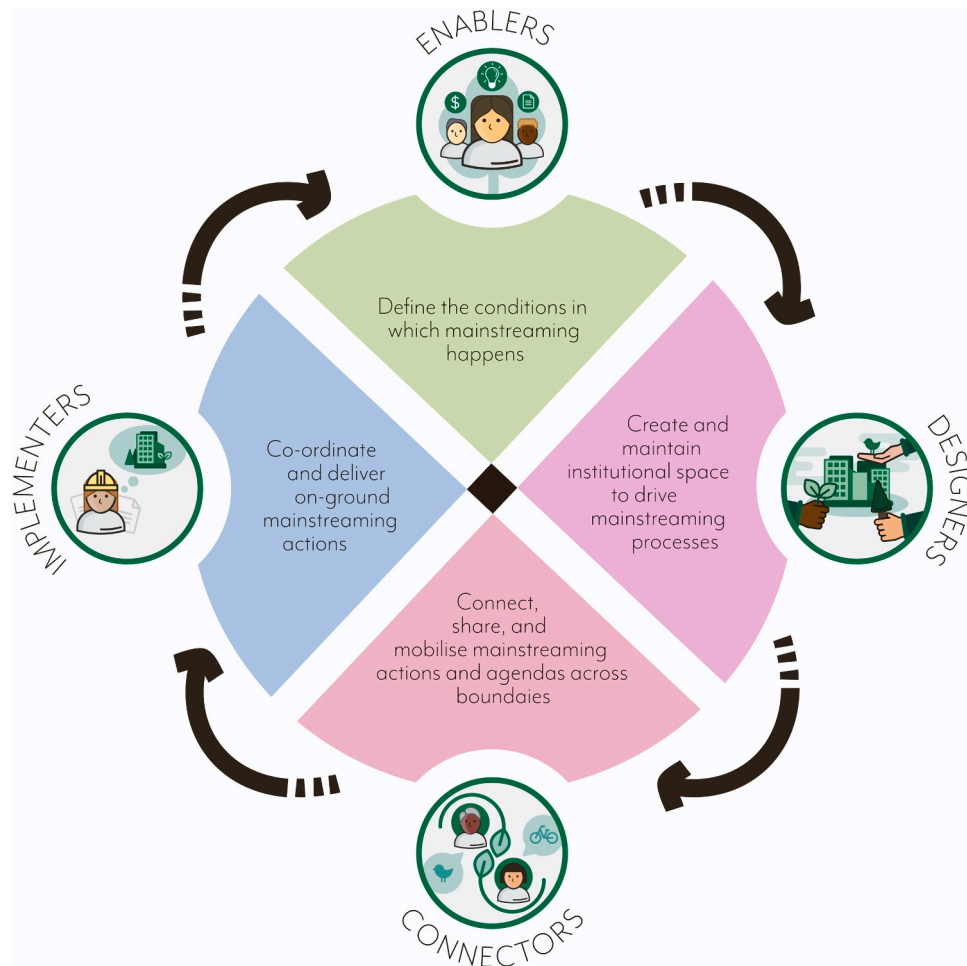 ENABLERS
$
Define the conditions in
which mainstreaming
happens
DESIGNERS
Create and
maintain
institutional space
to drive
mainstreaming
processes
CONNECTORS
Connect,
share, and
mobilise mainstreaming
actions and agendas across
boundaies
IMPLEMENTERS
Co-ordinate
and deliver
on-ground
mainstreaming
actions